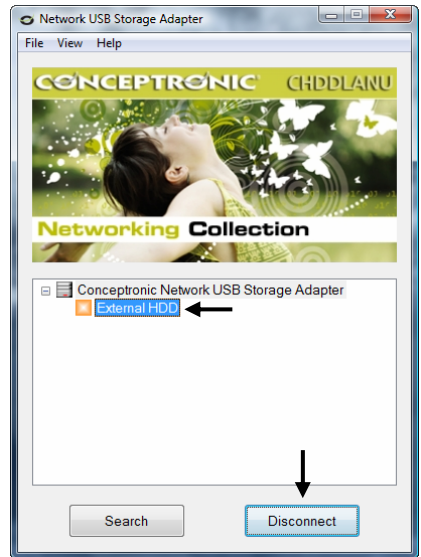 Network USB Storage Adapter
File View Help
CONCEPTRONIC CHDDLANU
Networking Collection
Conceptronic Network USB Storage Adapter
External HDD
Search Disconnect